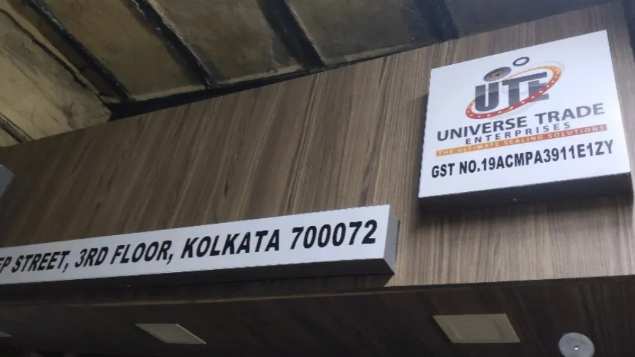 UTE
UNIVERSE TRADE
ENTERPRISES
THE ULTIMATE SEALING SOLUTIONS
GST NO.19ACMPA3911E1ZY
STREET, 3RD FLOOR, KOLKATA 700072